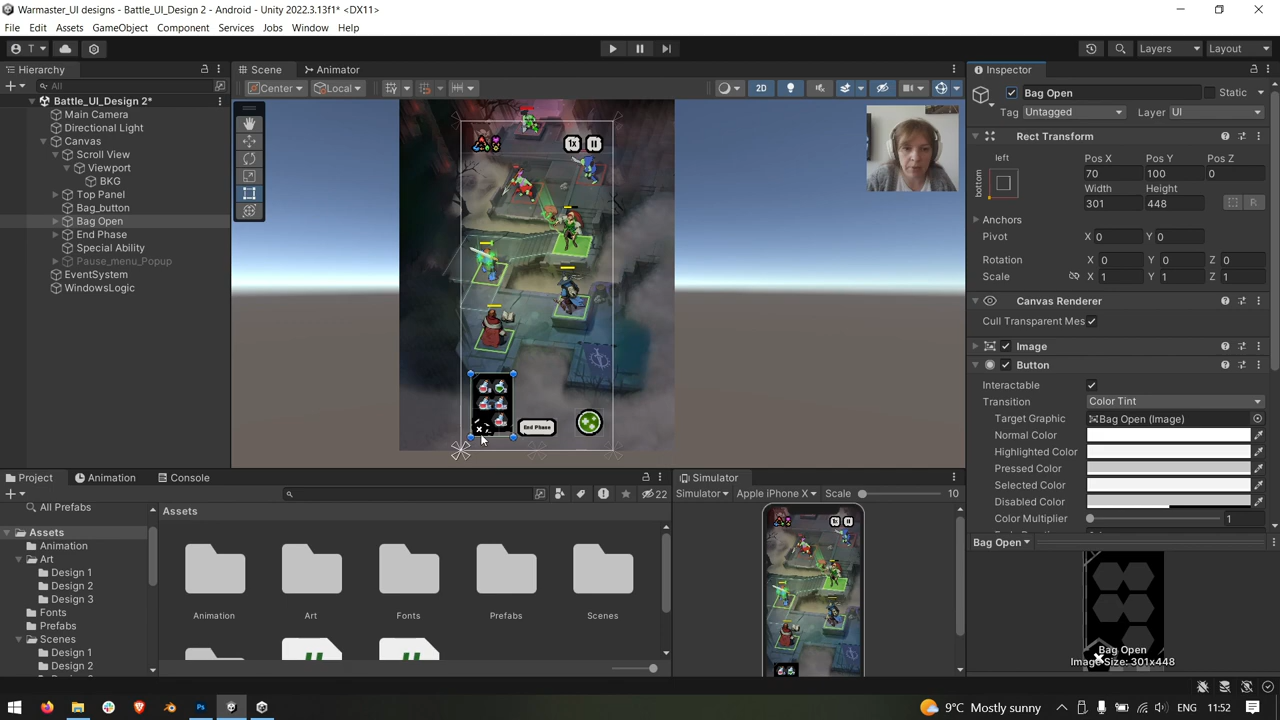 Warmaster_UI designs - Battle_UI_Design 2 - Android - Unity 2022.3.13f1* <DX11>
File Edit Assets GameObject Component Services Jobs Window Help
T Layers Layout
Hierarchy
All
Battle_UI_Design 2*
Main Camera
Directional Light
Canvas
Scroll View
Viewport
BKG
Top Panel
Bag_button
Bag Open
End Phase
Special Ability
Pause_menu_Popup
EventSystem
WindowsLogic
Scene Animator
Center Local 2D
1x
End Phase
Inspector
Bag Open Static
Tag Untagged Layer UI
Rect Transform
left
bottom
Pos X Pos Y Pos Z
70 100 0
Width Height
301 448
R
Anchors
Pivot X 0 Y 0
Rotation X 0 Y 0 Z 0
Scale X 1 Y 1 Z 1
Canvas Renderer
Cull Transparent Mes
Image
Button
Interactable
Transition Color Tint
Target Graphic Bag Open (Image)
Normal Color
Highlighted Color
Pressed Color
Selected Color
Disabled Color
Color Multiplier 1
Bag Open
Bag Open
Image Size: 301x448
Project Animation Console
22
All Prefabs
Assets
Animation
Art
Design 1
Design 2
Design 3
Fonts
Prefabs
Scenes
Design 1
Design 2
Assets
Animation Art Fonts Prefabs Scenes
Simulator
Simulator Apple iPhone X Scale 10
9°C Mostly sunny ENG 11:52